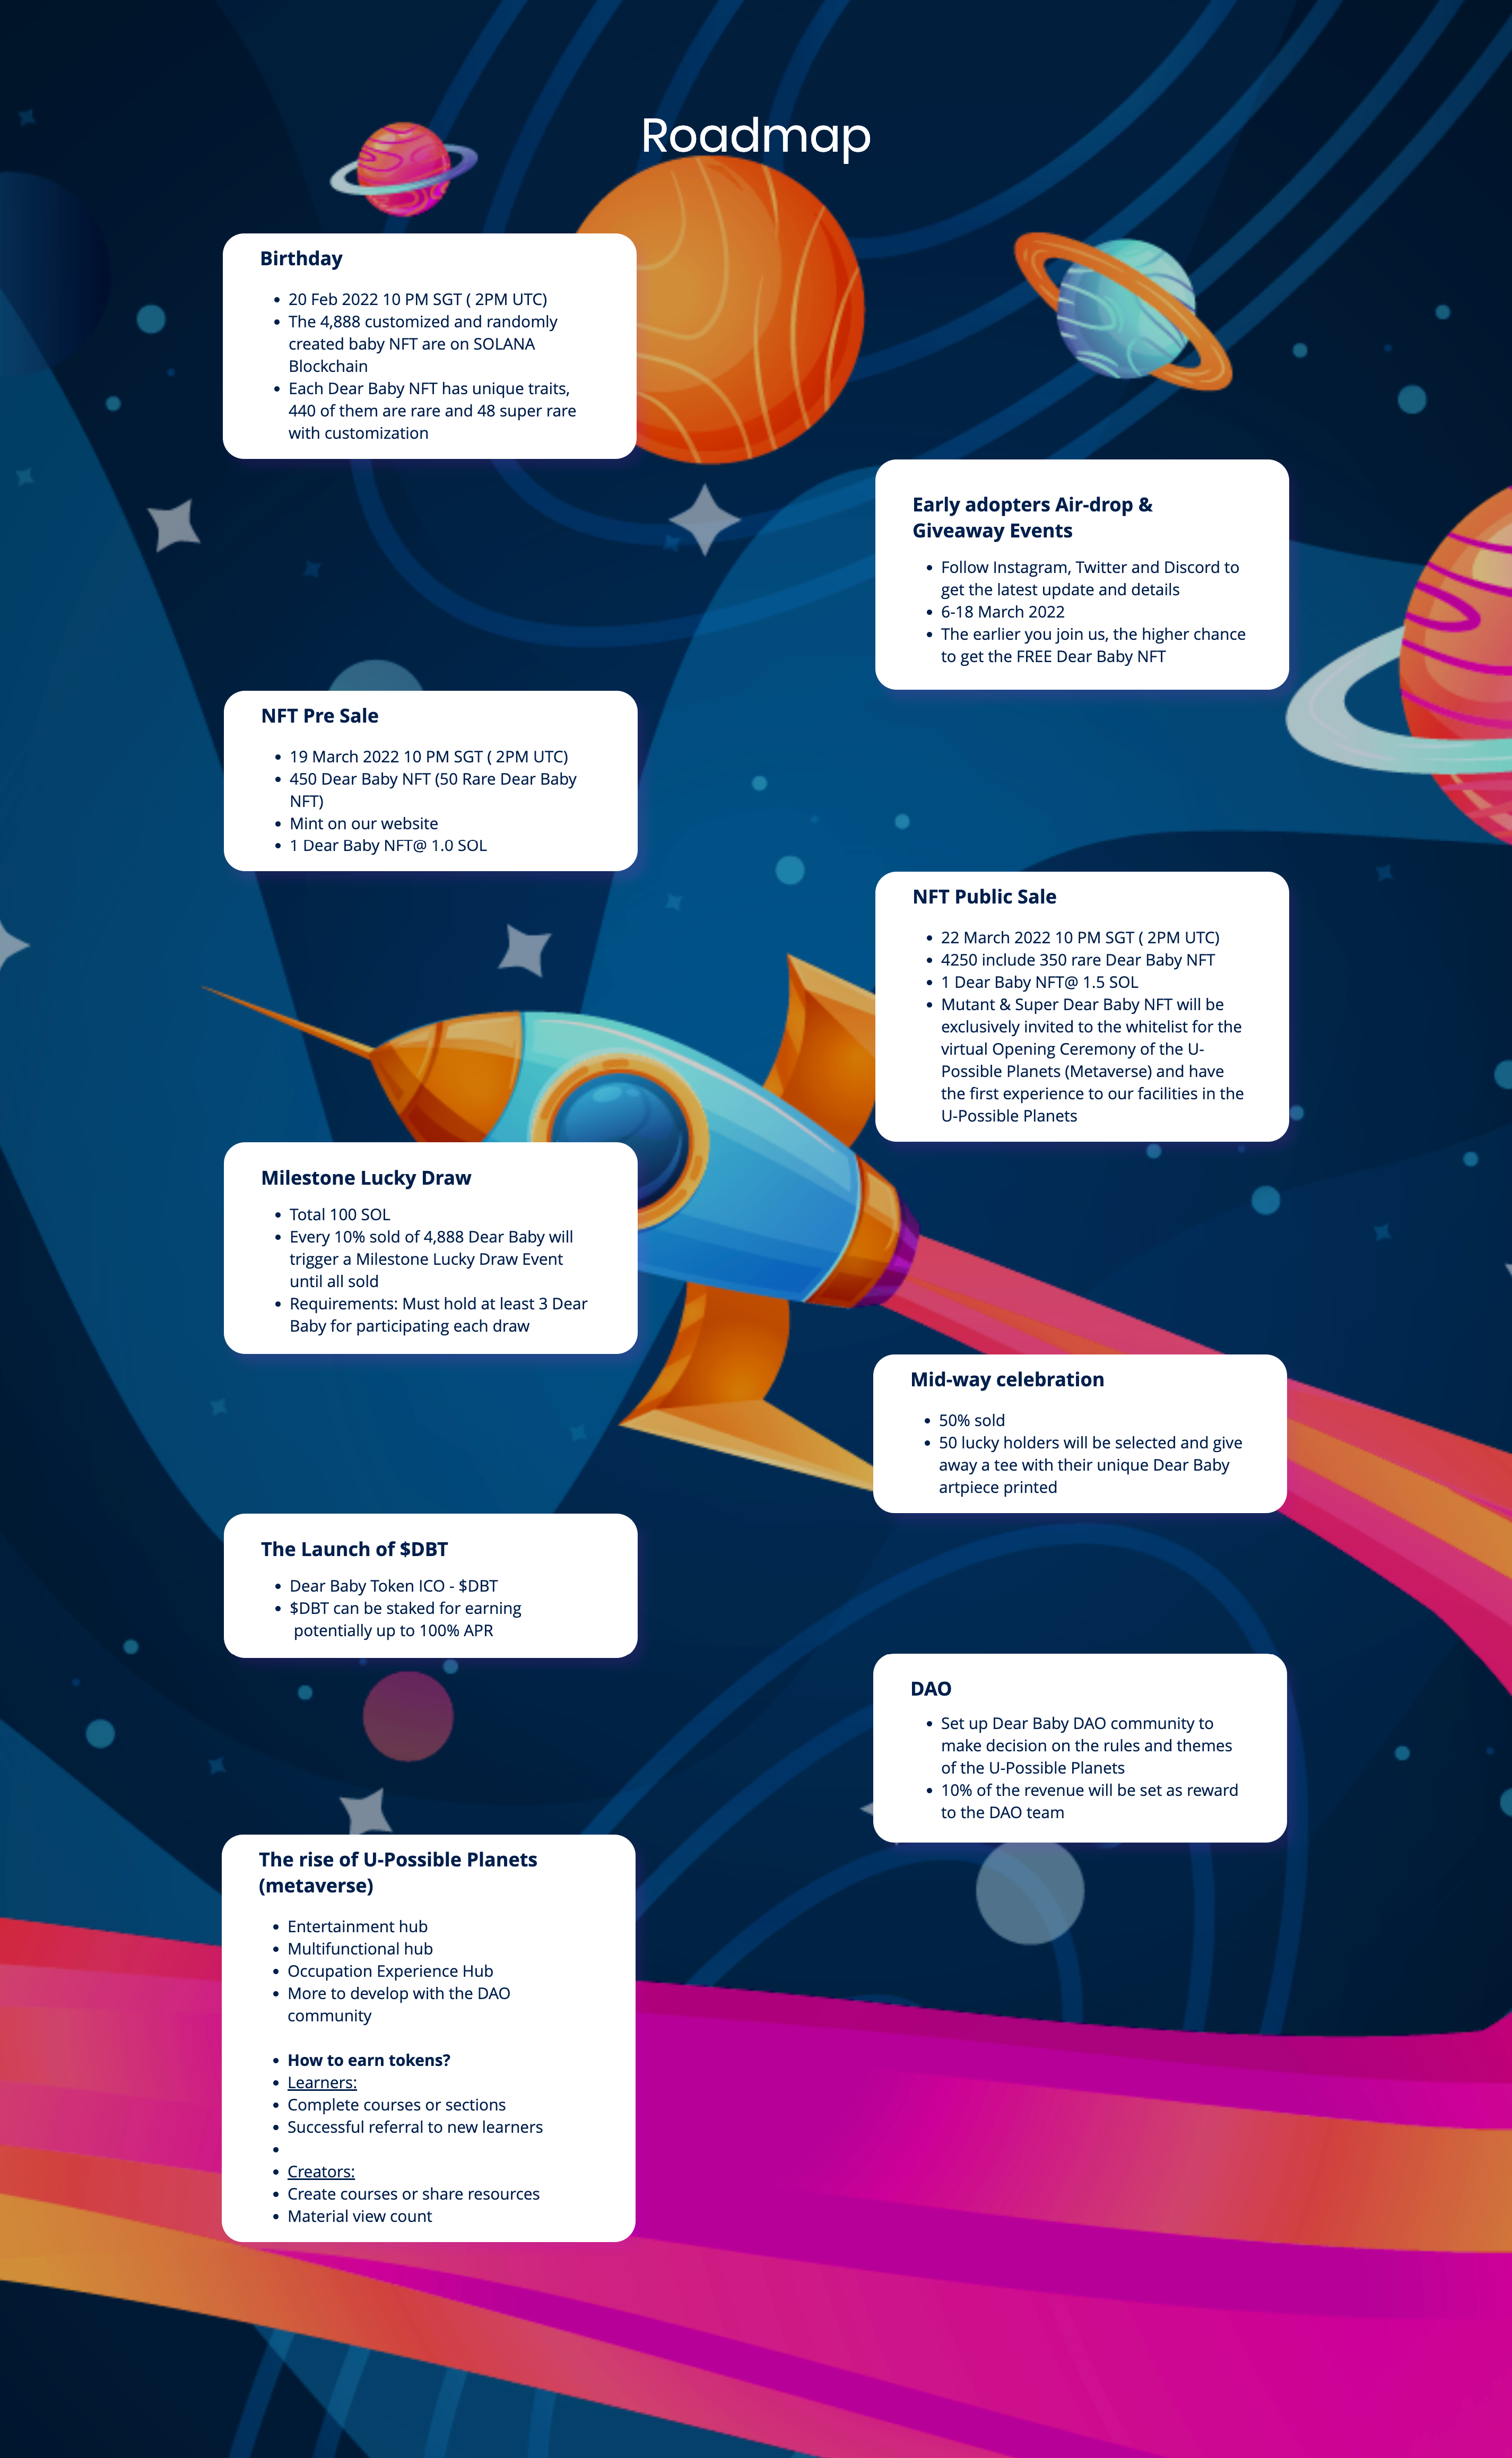 Roadmap
Birthday
• 20 Feb 2022 10 PM SGT ( 2PM UTC)
• The 4,888 customized and randomly
created baby NFT are on SOLANA
Blockchain
• Each Dear Baby NFT has unique traits,
440 of them are rare and 48 super rare
with customization
Early adopters Air-drop &
Giveaway Events
• Follow Instagram, Twitter and Discord to
get the latest update and details
• 6-18 March 2022
• The earlier you join us, the higher chance
to get the FREE Dear Baby NFT
NFT Pre Sale
• 19 March 2022 10 PM SGT ( 2PM UTC)
• 450 Dear Baby NFT (50 Rare Dear Baby
NFT)
• Mint on our website
• 1 Dear Baby NFT@ 1.0 SOL
NFT Public Sale
• 22 March 2022 10 PM SGT ( 2PM UTC)
• 4250 include 350 rare Dear Baby NFT
• 1 Dear Baby NFT@ 1.5 SOL
• Mutant & Super Dear Baby NFT will be
exclusively invited to the whitelist for the
virtual Opening Ceremony of the U-
Possible Planets (Metaverse) and have
the first experience to our facilities in the
U-Possible Planets
Milestone Lucky Draw
• Total 100 SOL
• Every 10% sold of 4,888 Dear Baby will
trigger a Milestone Lucky Draw Event
until all sold
• Requirements: Must hold at least 3 Dear
Baby for participating each draw
Mid-way celebration
• 50% sold
• 50 lucky holders will be selected and give
away a tee with their unique Dear Baby
artpiece printed
The Launch of $DBT
• Dear Baby Token ICO - $DBT
• $DBT can be staked for earning
potentially up to 100% APR
DAO
• Set up Dear Baby DAO community to
make decision on the rules and themes
of the U-Possible Planets
• 10% of the revenue will be set as reward
to the DAO team
The rise of U-Possible Planets
(metaverse)
• Entertainment hub
• Multifunctional hub
• Occupation Experience Hub
• More to develop with the DAO
community
• How to earn tokens?
• Learners:
• Complete courses or sections
• Successful referral to new learners
•
• Creators:
• Create courses or share resources
• Material view count